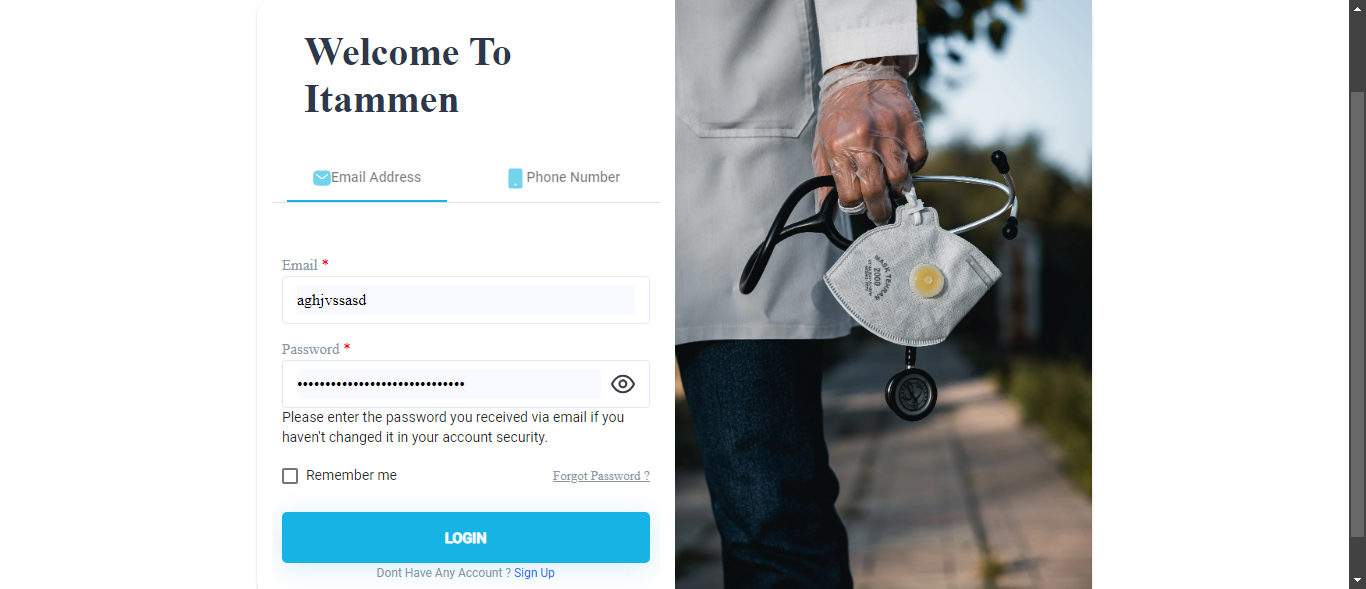 Welcome To
Itammen
Email Address
Phone Number
Email *
aghjvssasd
Password *
Please enter the password you received via email if you
haven't changed it in your account security.
Remember me
Forgot Password ?
LOGIN
Dont Have Any Account ? Sign Up
2000